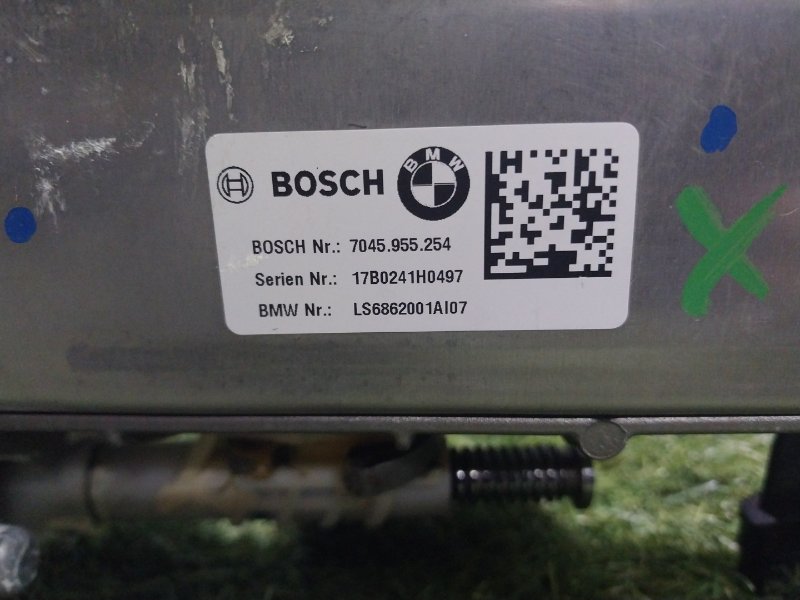 BOSCH BMW
BOSCH Nr.: 7045.955.254
Serien Nr.: 17B0241H0497
BMW Nr.: LS6862001AI07